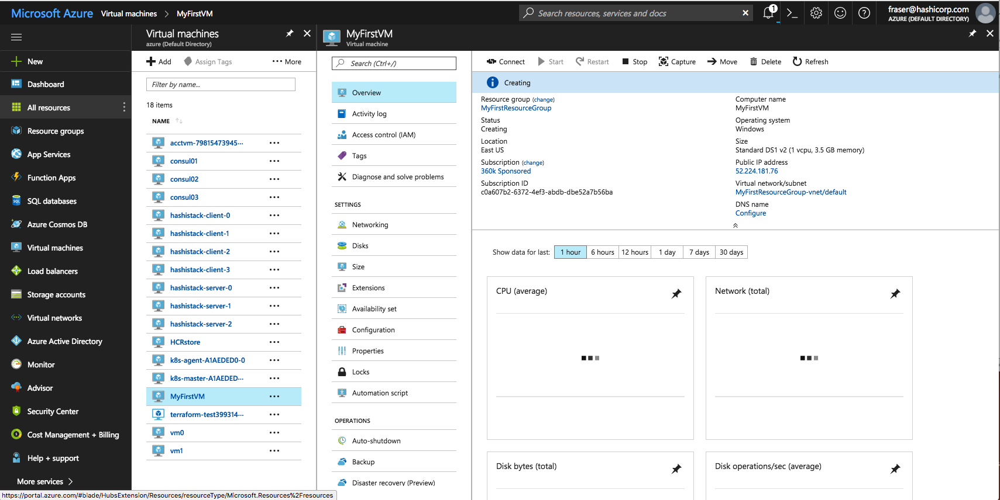 Microsoft Azure Virtual machines > MyFirstVM
Search resources, services and docs
1
fraser@hashicorp.com
AZURE (DEFAULT DIRECTORY)
New
Dashboard
All resources
Resource groups
App Services
Function Apps
SQL databases
Azure Cosmos DB
Virtual machines
Load balancers
Storage accounts
Virtual networks
Azure Active Directory
Monitor
Advisor
Security Center
Cost Management + Billing
Help + support
More services >
https://portal.azure.com/#blade/HubsExtension/Resources/resourceType/Microsoft.Resources%2Fresources
Virtual machines
azure (Default Directory)
Add Assign Tags ··· More
Filter by name...
18 items
NAME
acctvm-79815473945···
consul01
consul02
consul03
hashistack-client-0
hashistack-client-1
hashistack-client-2
hashistack-client-3
hashistack-server-0
hashistack-server-1
hashistack-server-2
HCRstore
k8s-agent-A1AEDED0-0
k8s-master-A1AEDED···
MyFirstVM
terraform-test399314···
vm0
vm1
MyFirstVM
Virtual machine
Search (Ctrl+/)
Overview
Activity log
Access control (IAM)
Tags
Diagnose and solve problems
SETTINGS
Networking
Disks
Size
Extensions
Availability set
Configuration
Properties
Locks
Automation script
OPERATIONS
Auto-shutdown
Backup
Disaster recovery (Preview)
Connect Start Restart Stop Capture Move Delete Refresh
Creating
Resource group (change)
MyFirstResourceGroup
Status
Creating
Location
East US
Subscription (change)
360k Sponsored
Subscription ID
c0a607b2-6372-4ef3-abdb-dbe52a7b56ba
Computer name
MyFirstVM
Operating system
Windows
Size
Standard DS1 v2 (1 vcpu, 3.5 GB memory)
Public IP address
52.224.181.76
Virtual network/subnet
MyFirstResourceGroup-vnet/default
DNS name
Configure
Show data for last: 1 hour 6 hours 12 hours 1 day 7 days 30 days
CPU (average)
Network (total)
Disk bytes (total)
Disk operations/sec (average)